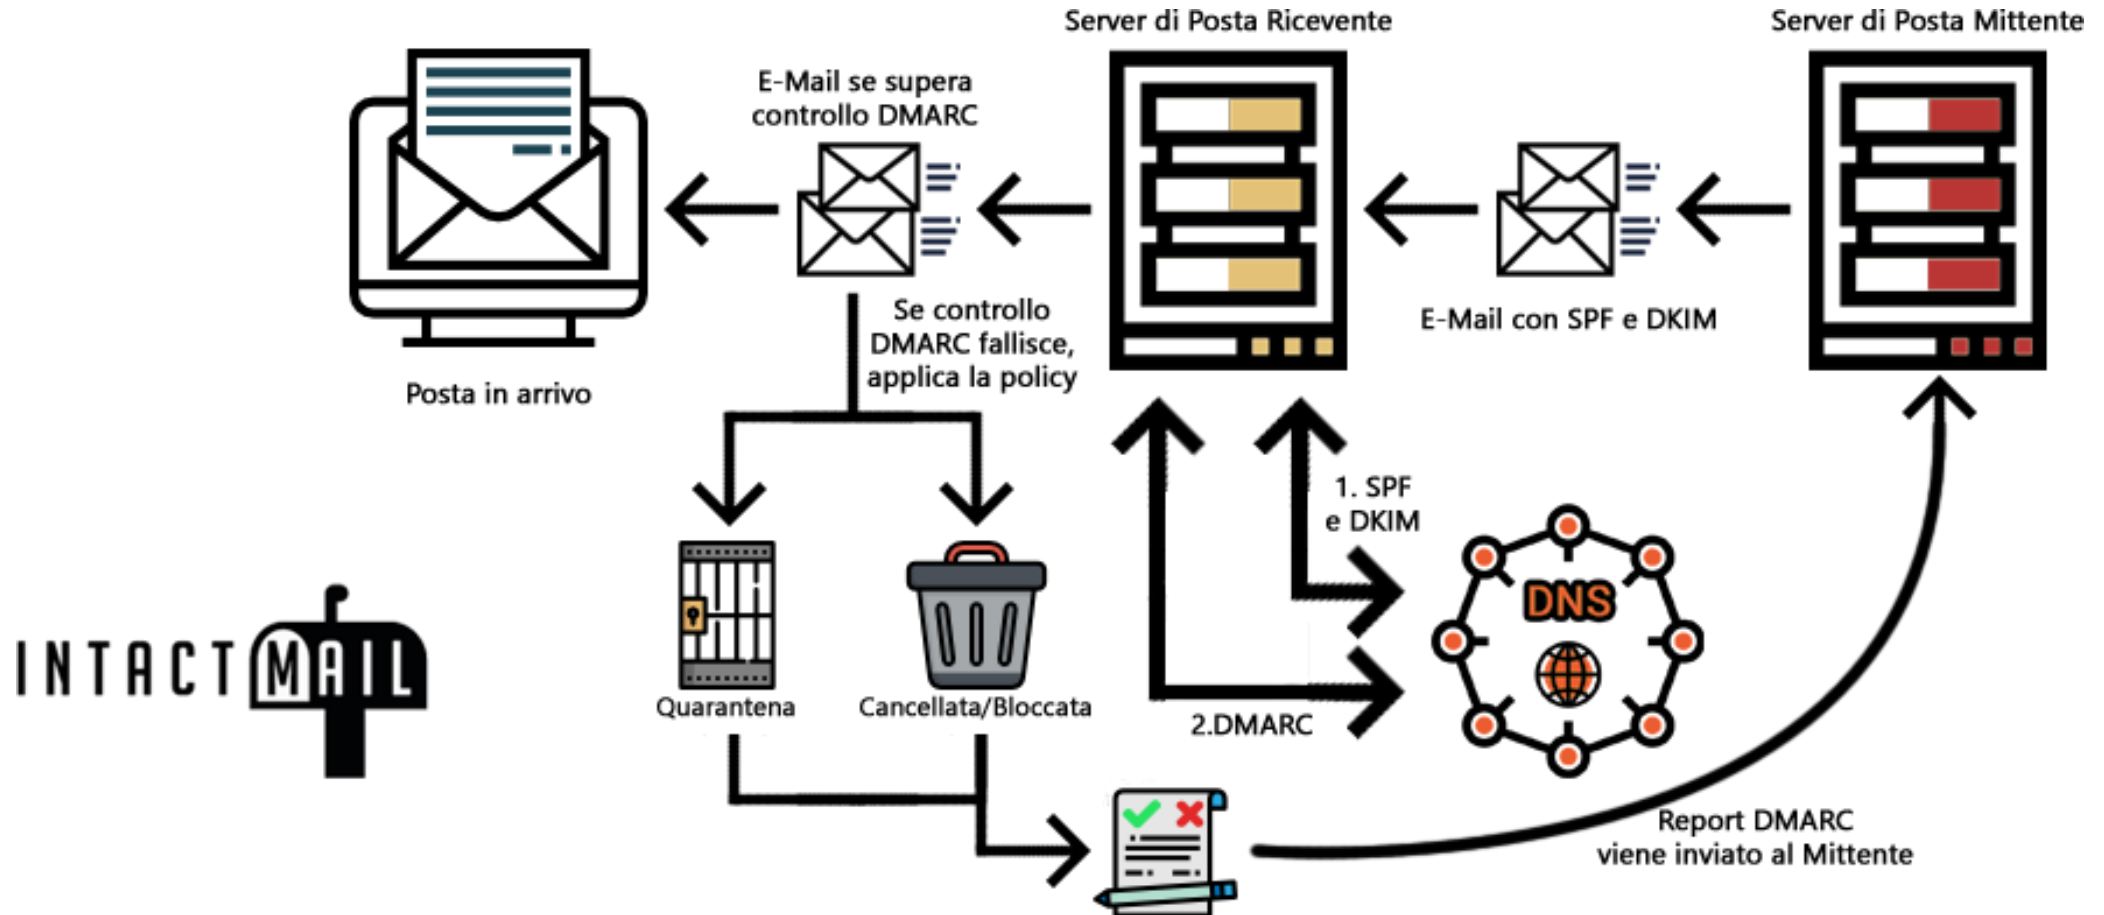 Server di Posta Ricevente
Server di Posta Mittente
E-Mail se supera
controllo DMARC
E-Mail con SPF e DKIM
Se controllo
DMARC fallisce,
applica la policy
Posta in arrivo
1. SPF
e DKIM
DNS
2.DMARC
Quarantena
Cancellata/Bloccata
INTACTMAIL
Report DMARC
viene inviato al Mittente